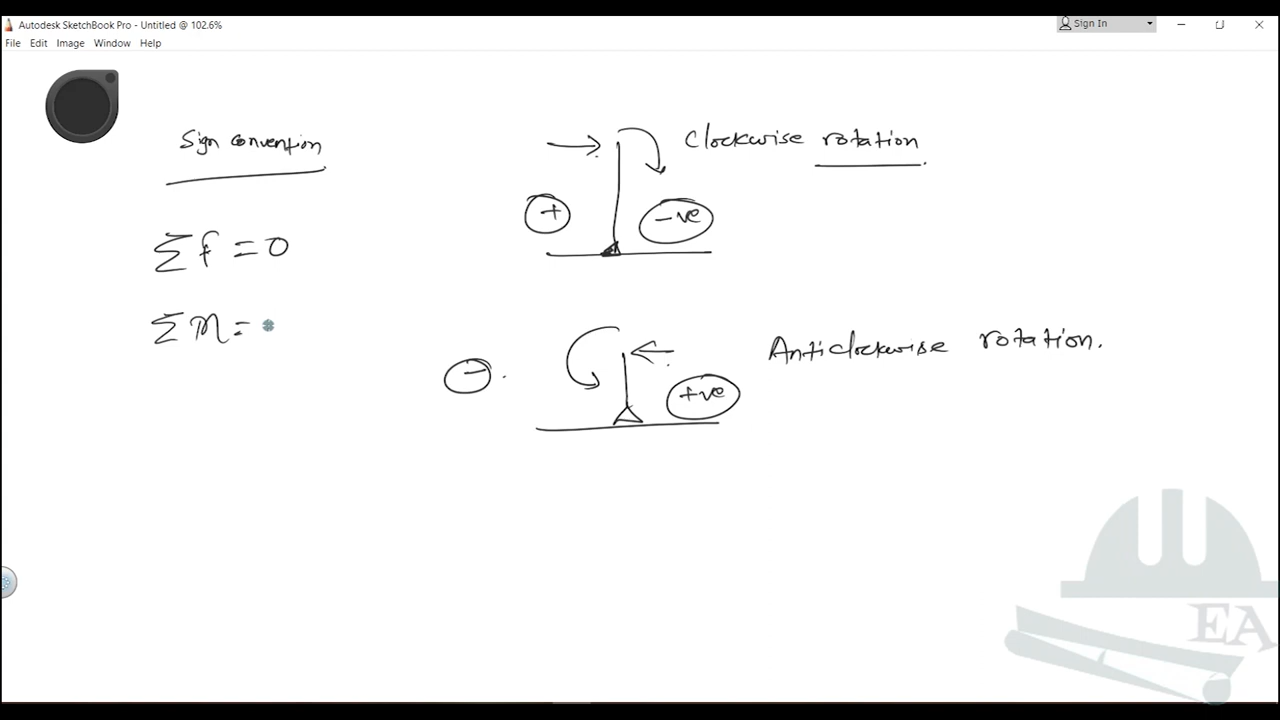 Autodesk SketchBook Pro - Untitled @ 102.6%
Sign In
File Edit Image Window Help
Sign convention
Clockwise rotation
+
-ve
Σf = 0
ΣM =
Anticlockwise rotation.
-
+ve
EA